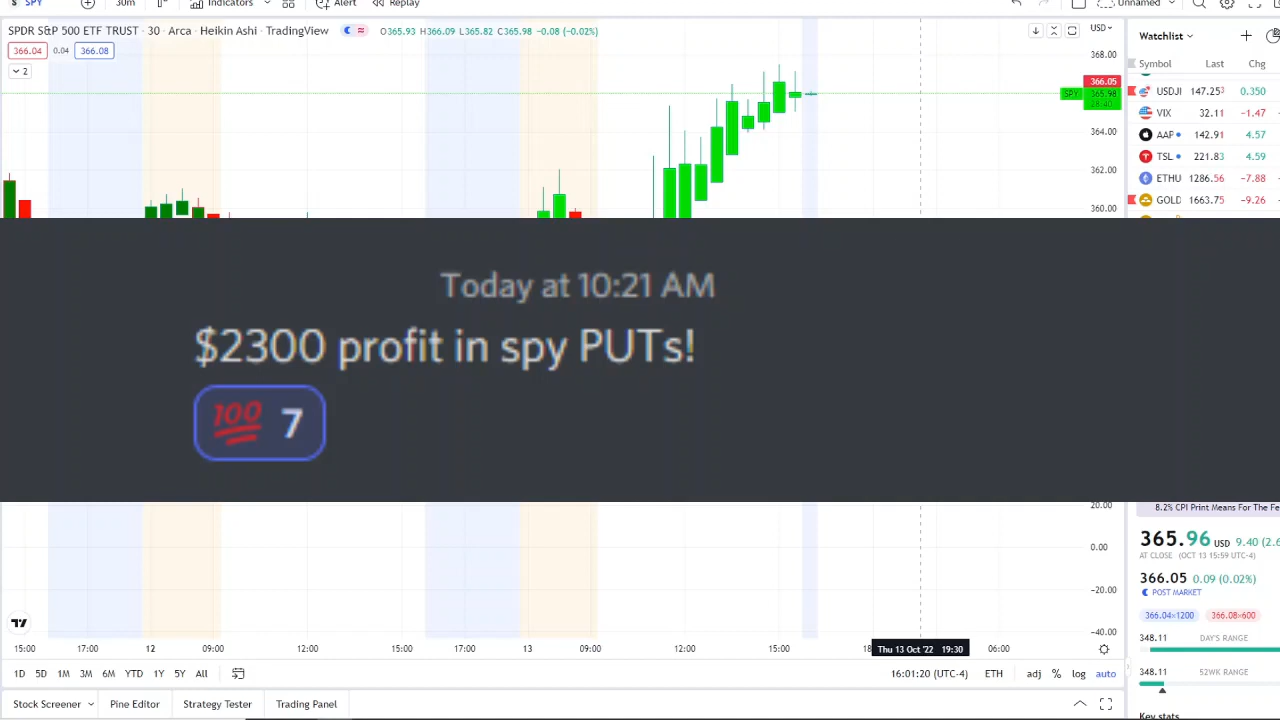 SPY 30m Indicators Alert Replay Unnamed
SPDR S&P 500 ETF TRUST · 30 · Arca · Heikin Ashi · TradingView O365.93 H366.09 L365.82 C365.98 −0.08 (−0.02%)
366.04 0.04 366.08
2
USD
368.00
366.05
SPY 365.98
28:40
364.00
362.00
360.00
Watchlist
Symbol Last Chg
USDJI 147.253 0.350
VIX 32.11 −1.47
AAP 142.91 4.57
TSL 221.83 4.59
ETHU 1286.56 −7.88
GOLD 1663.75 −9.26
Today at 10:21 AM
$2300 profit in spy PUTs!
💯 7
20.00
0.00
−20.00
−40.00
8.2% CPI Print Means For The Fe
365.96 USD 9.40 (2.6
AT CLOSE (OCT 13 15:59 UTC-4)
366.05 0.09 (0.02%)
POST MARKET
366.04×1200 366.08×600
348.11 DAY'S RANGE
348.11 52WK RANGE
Key stats
15:00 17:00 12 09:00 12:00 15:00 17:00 13 09:00 12:00 15:00 18 Thu 13 Oct '22 19:30 06:00
1D 5D 1M 3M 6M YTD 1Y 5Y All 16:01:20 (UTC-4) ETH adj % log auto
Stock Screener Pine Editor Strategy Tester Trading Panel